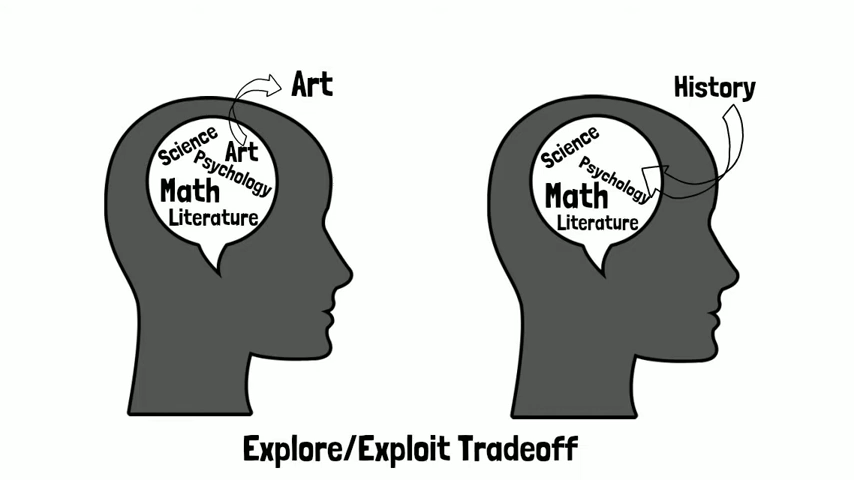 Art
Science
Art
Psychology
Math
Literature
History
Science
Psychology
Math
Literature
Explore/Exploit Tradeoff